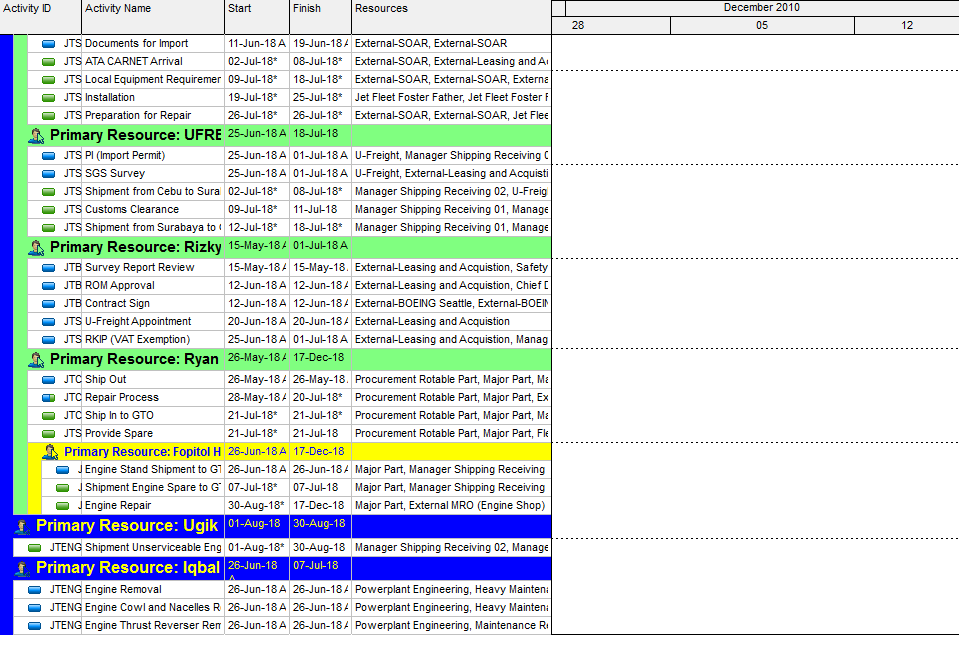 Activity ID Activity Name Start Finish Resources December 2010
28 05 12
JTS Documents for Import 11-Jun-18 A 19-Jun-18 A External-SOAR, External-SOAR
JTS ATA CARNET Arrival 02-Jul-18* 08-Jul-18* External-SOAR, External-Leasing and Ac
JTS Local Equipment Requiremen 09-Jul-18* 18-Jul-18* External-SOAR, External-SOAR, Externa
JTS Installation 19-Jul-18* 25-Jul-18* Jet Fleet Foster Father, Jet Fleet Foster F
JTS Preparation for Repair 26-Jul-18* 26-Jul-18* External-SOAR, External-SOAR, Jet Flee
Primary Resource: UFRE 25-Jun-18 A 18-Jul-18
JTS PI (Import Permit) 25-Jun-18 A 01-Jul-18 A U-Freight, Manager Shipping Receiving 0
JTS SGS Survey 25-Jun-18 A 01-Jul-18 A U-Freight, External-Leasing and Acquisti
JTS Shipment from Cebu to Sural 02-Jul-18* 08-Jul-18* Manager Shipping Receiving 02, U-Freig
JTS Customs Clearance 09-Jul-18* 11-Jul-18 Manager Shipping Receiving 01, Manage
JTS Shipment from Surabaya to 12-Jul-18* 18-Jul-18* Manager Shipping Receiving 01, Manage
Primary Resource: Rizky 15-May-18 A 01-Jul-18 A
JTB Survey Report Review 15-May-18 A 15-May-18 External-Leasing and Acquistion, Safety
JTB ROM Approval 12-Jun-18 A 12-Jun-18 A External-Leasing and Acquistion, Chief D
JTB Contract Sign 12-Jun-18 A 12-Jun-18 A External-BOEING Seattle, External-BOEIN
JTS U-Freight Appointment 20-Jun-18 A 20-Jun-18 A External-Leasing and Acquistion
JTS RKIP (VAT Exemption) 25-Jun-18 A 01-Jul-18 A External-Leasing and Acquistion, Manag
Primary Resource: Ryan 26-May-18 A 17-Dec-18
JTC Ship Out 26-May-18 A 26-May-18 Procurement Rotable Part, Major Part, Ma
JTC Repair Process 28-May-18 A 20-Jul-18* Procurement Rotable Part, Major Part, Ex
JTC Ship In to GTO 21-Jul-18* 21-Jul-18* Procurement Rotable Part, Major Part, Ma
JTS Provide Spare 21-Jul-18* 21-Jul-18 Procurement Rotable Part, Major Part, Fle
Primary Resource: Fopitol H 26-Jun-18 A 17-Dec-18
J Engine Stand Shipment to GT 26-Jun-18 A 26-Jun-18 A Major Part, Manager Shipping Receiving
J Shipment Engine Spare to G 07-Jul-18* 07-Jul-18 Major Part, Manager Shipping Receiving
J Engine Repair 30-Aug-18* 17-Dec-18 Major Part, External MRO (Engine Shop)
Primary Resource: Ugik 01-Aug-18 30-Aug-18
JTENG Shipment Unserviceable Eng 01-Aug-18* 30-Aug-18 Manager Shipping Receiving 02, Manage
Primary Resource: Iqbal 26-Jun-18 07-Jul-18
A
JTENG Engine Removal 26-Jun-18 A 26-Jun-18 A Powerplant Engineering, Heavy Maintena
JTENG Engine Cowl and Nacelles R 26-Jun-18 A 26-Jun-18 A Powerplant Engineering, Heavy Maintena
JTENG Engine Thrust Reverser Rem 26-Jun-18 A 26-Jun-18 A Powerplant Engineering, Maintenance Re